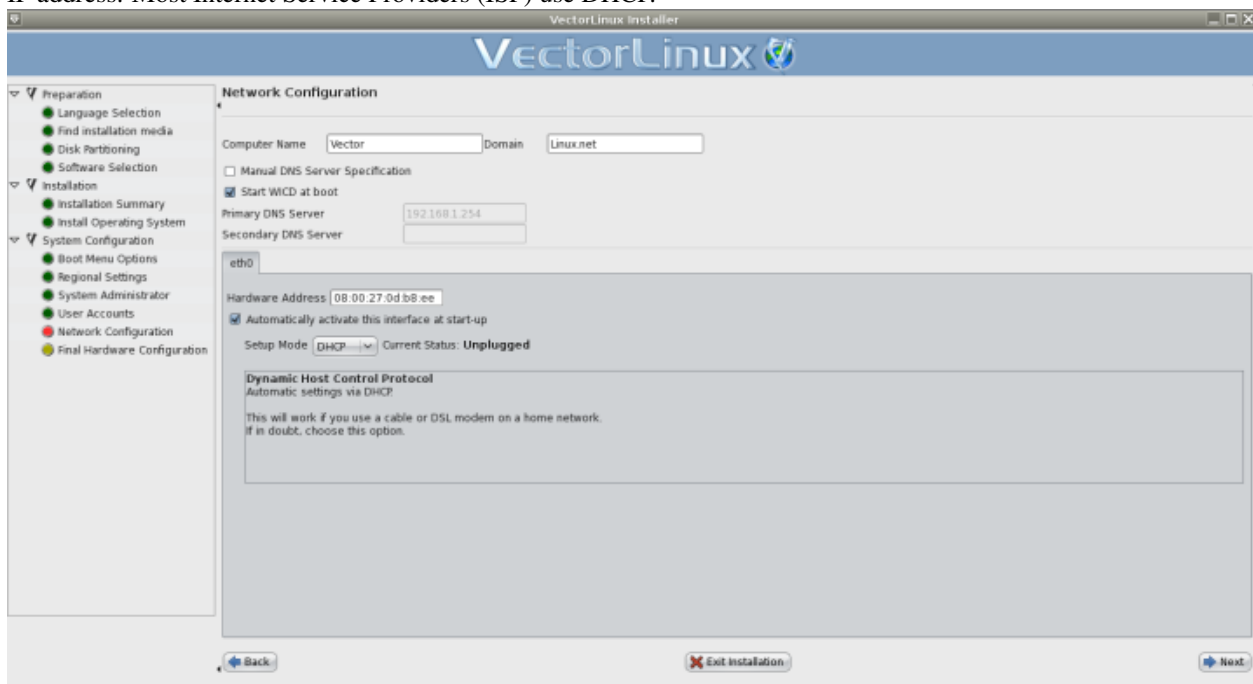 IP address. Most Internet Service Providers (ISP) use DHCP.
VectorLinux Installer
VectorLinux
Preparation
Language Selection
Find installation media
Disk Partitioning
Software Selection
Installation
Installation Summary
Install Operating System
System Configuration
Boot Menu Options
Regional Settings
System Administrator
User Accounts
Network Configuration
Final Hardware Configuration
Network Configuration
Computer Name Vector Domain Linux.net
Manual DNS Server Specification
Start WICD at boot
Primary DNS Server 192.168.1.254
Secondary DNS Server
eth0
Hardware Address 08:00:27:0d:b8:ee
Automatically activate this interface at start-up
Setup Mode DHCP Current Status: Unplugged
Dynamic Host Control Protocol
Automatic settings via DHCP.
This will work if you use a cable or DSL modem on a home network.
If in doubt, choose this option.
Back Exit Installation Next